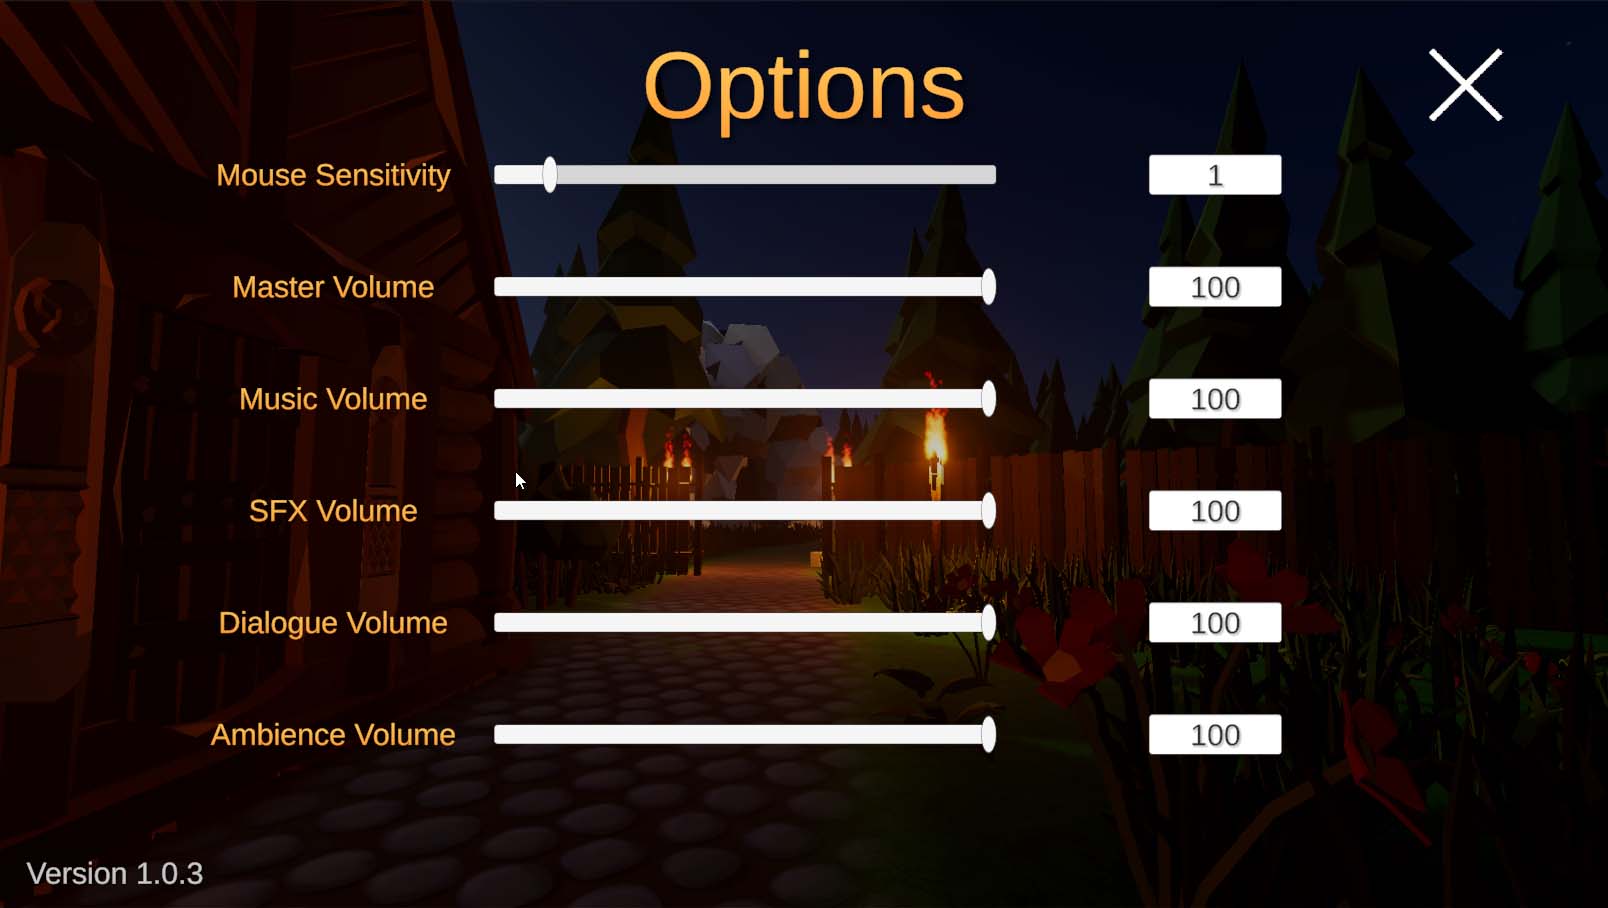 Options
Mouse Sensitivity 1
Master Volume 100
Music Volume 100
SFX Volume 100
Dialogue Volume 100
Ambience Volume 100
Version 1.0.3